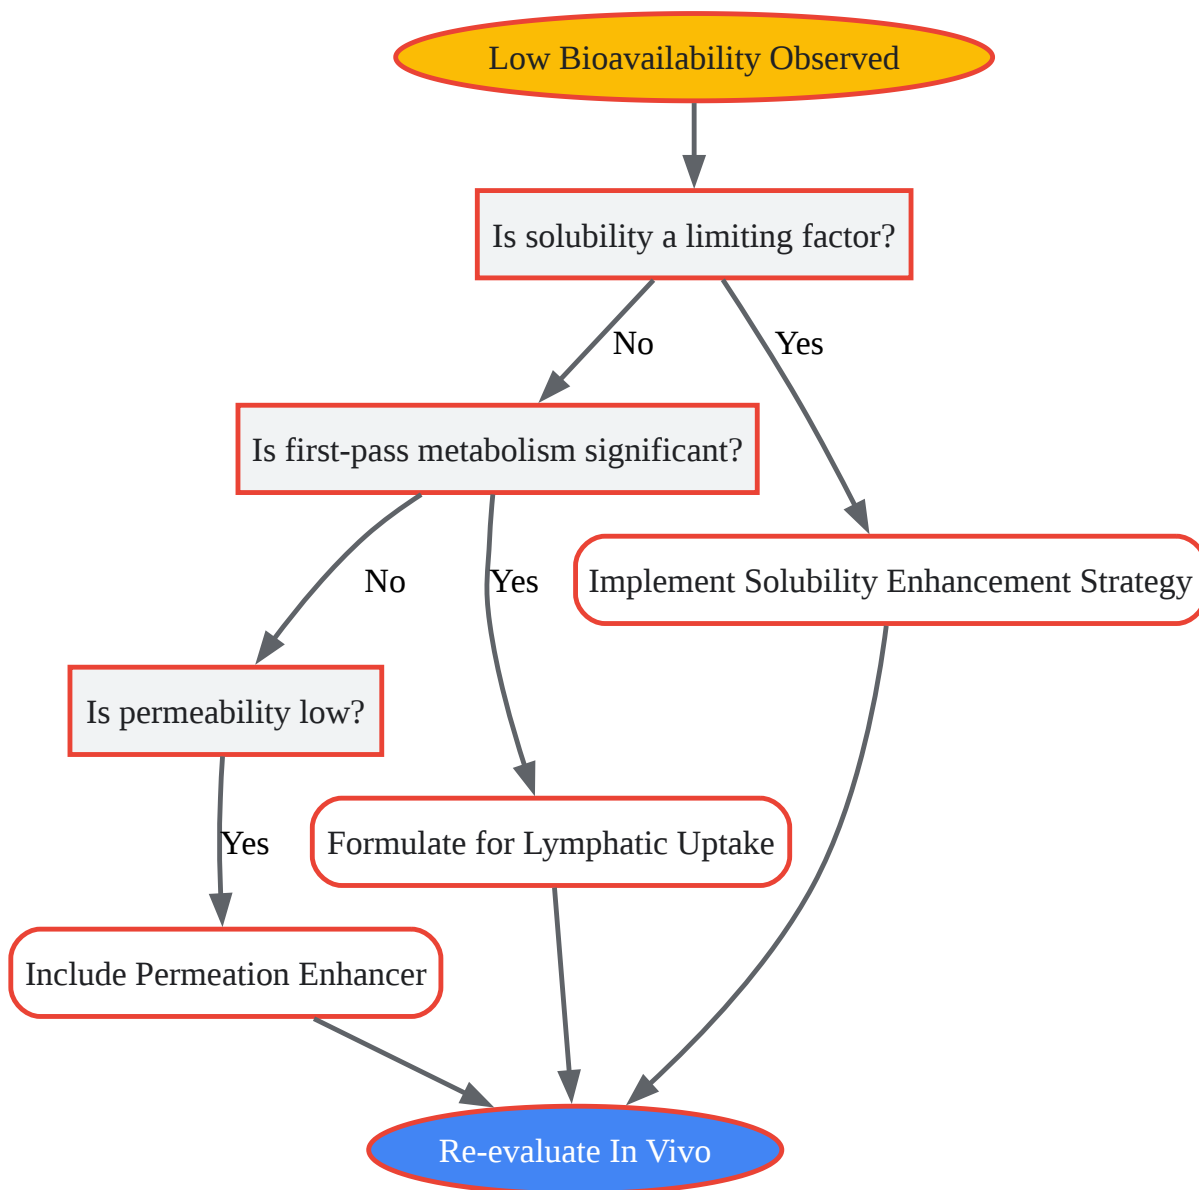 Low Bioavailability Observed
Is solubility a limiting factor?
No
Yes
Is first-pass metabolism significant?
No
Yes
Implement Solubility Enhancement Strategy
Is permeability low?
Yes
Formulate for Lymphatic Uptake
Include Permeation Enhancer
Re-evaluate In Vivo